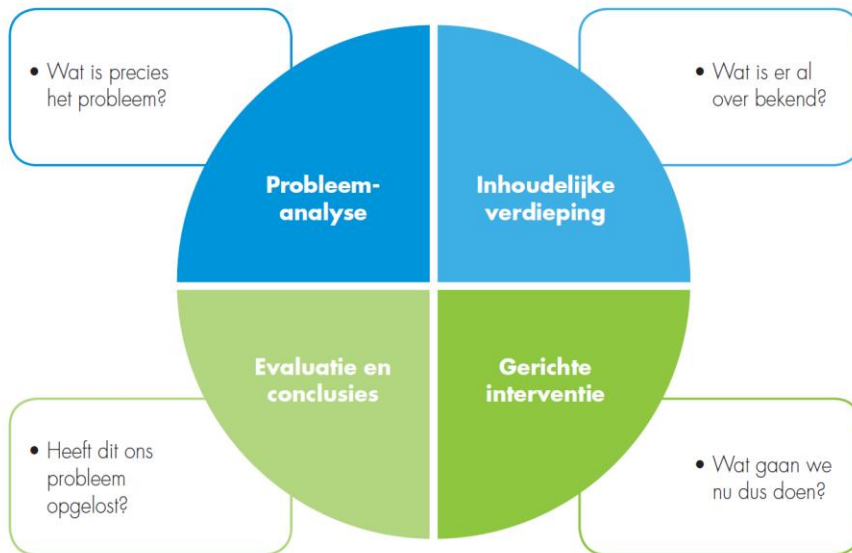 • Wat is precies
het probleem?
• Wat is er al
over bekend?
Probleem-
analyse
Inhoudelijke
verdieping
Evaluatie en
conclusies
Gerichte
interventie
• Heeft dit ons
probleem
opgelost?
• Wat gaan we
nu dus doen?